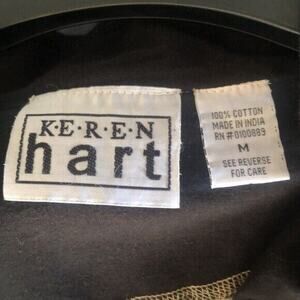 K·E·R·E·N
hart
100% COTTON
MADE IN INDIA
RN #0100889
M
SEE REVERSE
FOR CARE